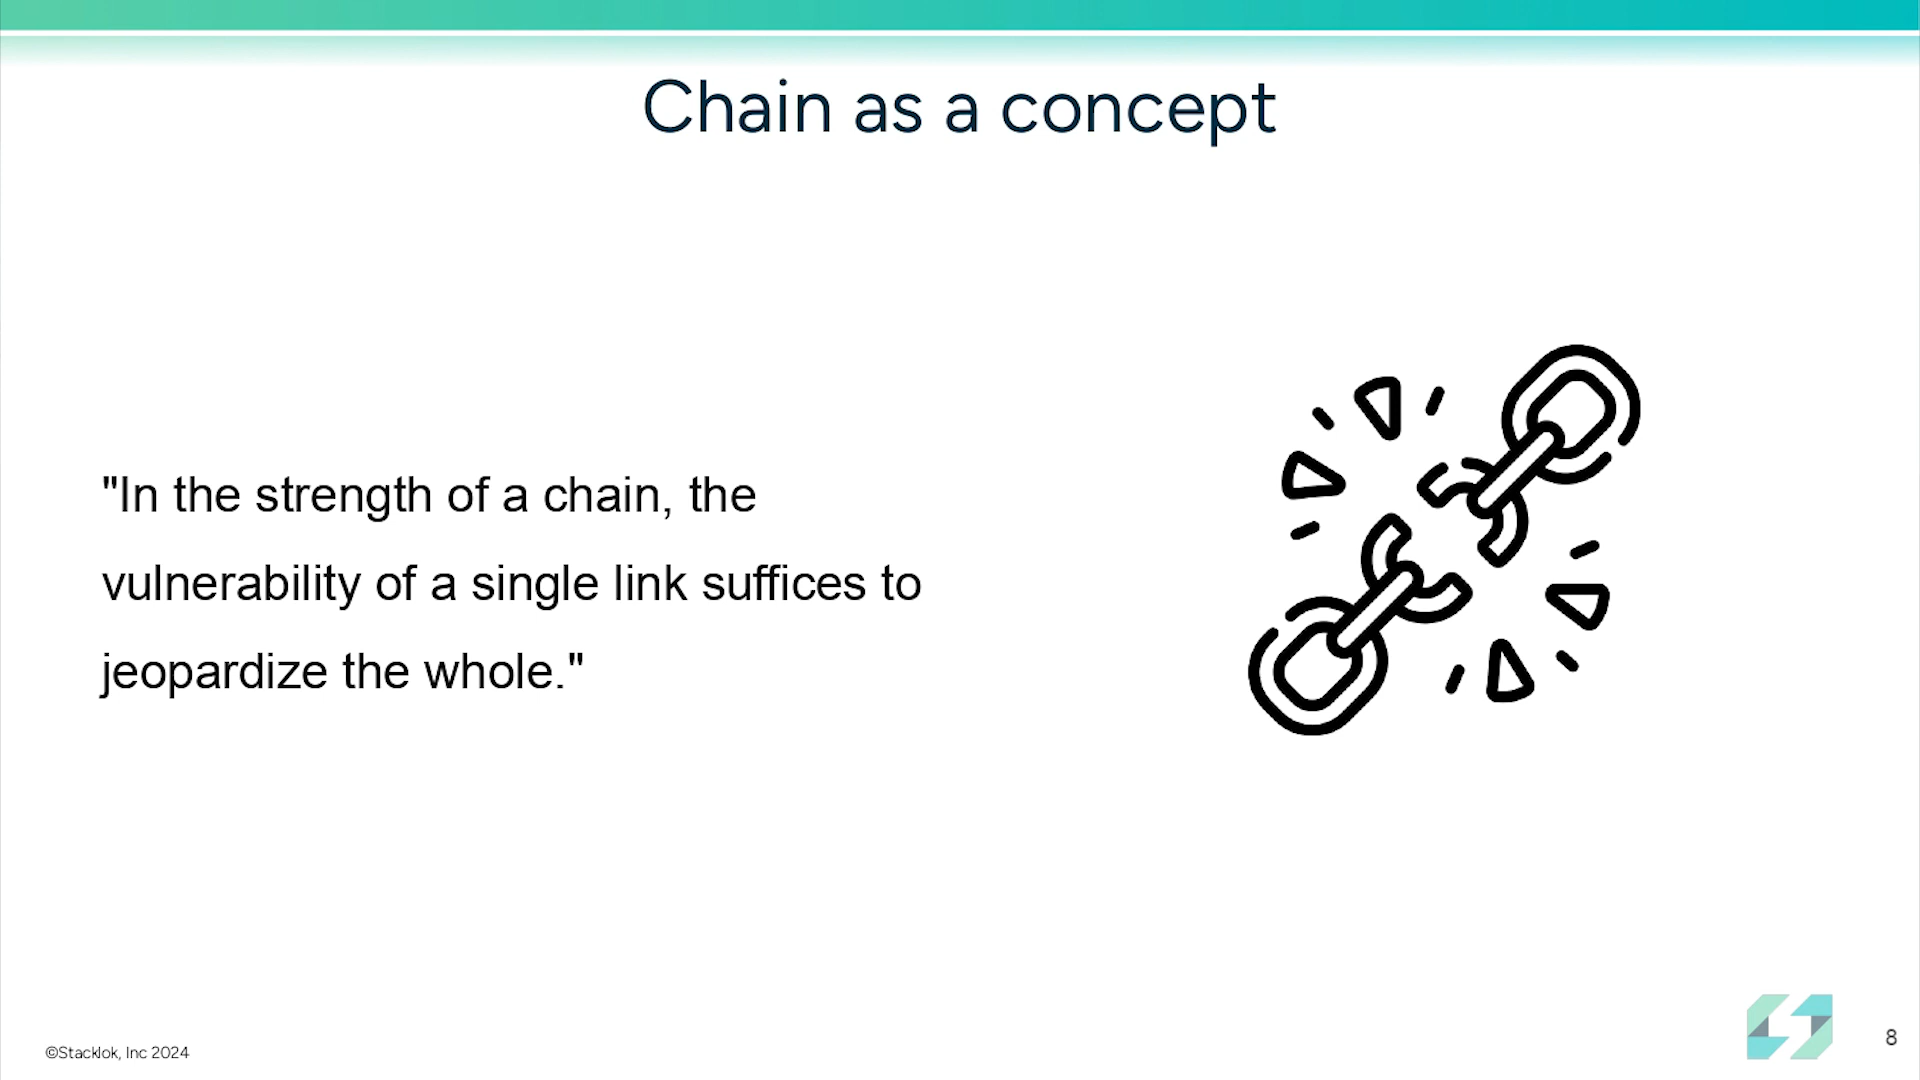 Chain as a concept
"In the strength of a chain, the
vulnerability of a single link suffices to
jeopardize the whole."
©Stacklok, Inc 2024
8